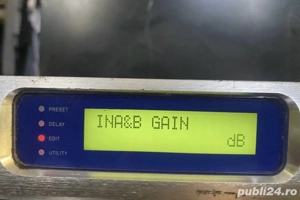 PRESET
DELAY
EDIT
UTILITY
INA&B GAIN
dB
publi24.ro